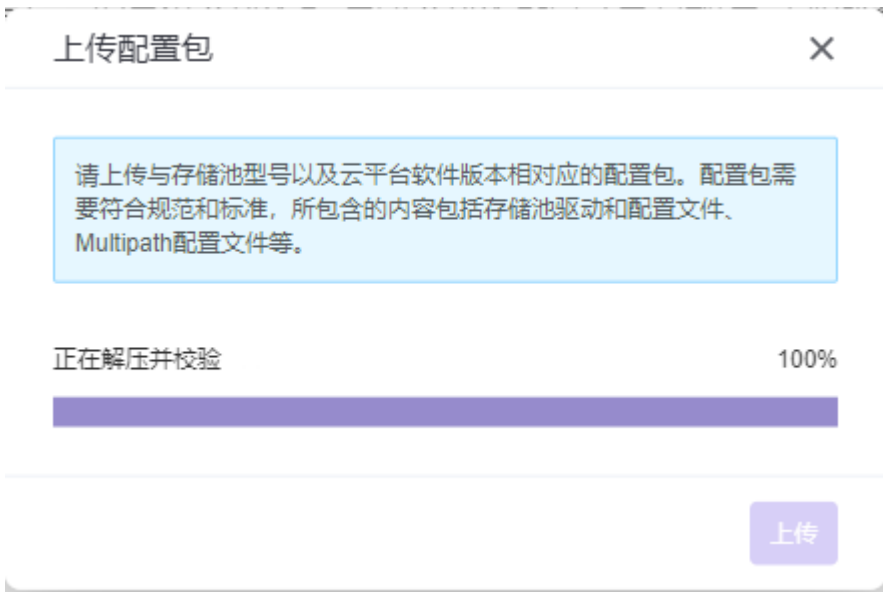 上传配置包
请上传与存储池型号以及云平台软件版本相对应的配置包。配置包需
要符合规范和标准，所包含的内容包括存储池驱动和配置文件、
Multipath配置文件等。
正在解压并校验 100%
上传